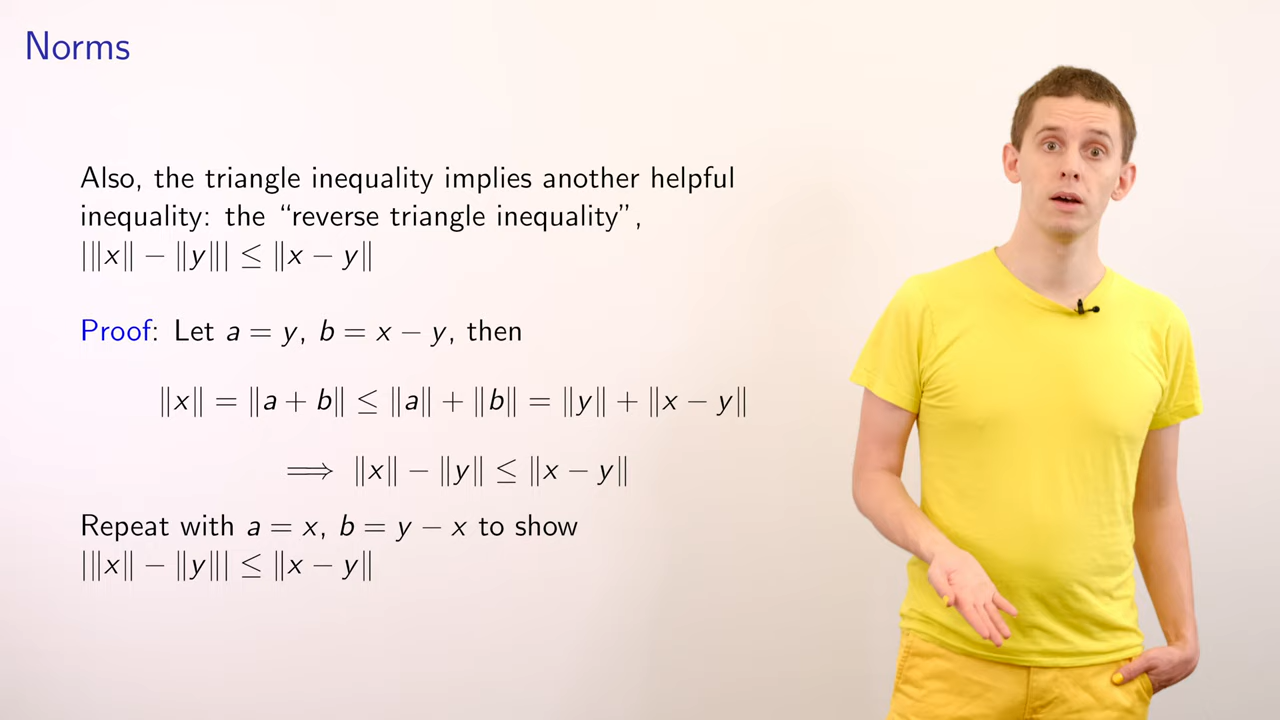 Norms
Also, the triangle inequality implies another helpful
inequality: the “reverse triangle inequality”,
|‖x‖ − ‖y‖| ≤ ‖x − y‖
Proof: Let a = y, b = x − y, then
‖x‖ = ‖a + b‖ ≤ ‖a‖ + ‖b‖ = ‖y‖ + ‖x − y‖
⟹ ‖x‖ − ‖y‖ ≤ ‖x − y‖
Repeat with a = x, b = y − x to show
|‖x‖ − ‖y‖| ≤ ‖x − y‖